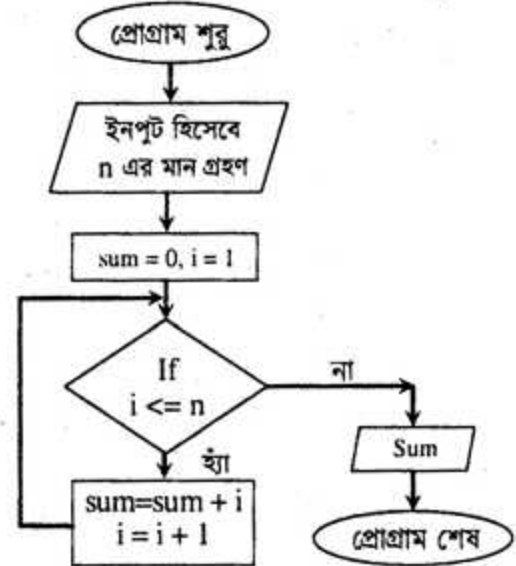 প্রোগ্রাম শুরু
ইনপুট হিসেবে
n এর মান গ্রহণ
sum = 0, i = 1
If
i <= n
না
হ্যাঁ
sum=sum + i
i = i + 1
Sum
প্রোগ্রাম শেষ